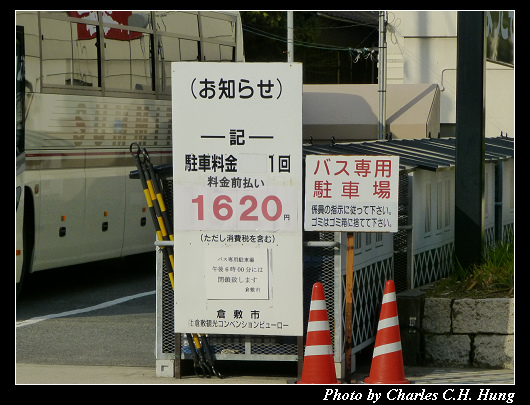 （お知らせ）
― 記 ―
駐車料金　1回
料金前払い
1620円
（ただし消費税を含む）
バス専用駐車場
午後6時00分には
閉鎖致します
倉敷市
倉敷市
(社)倉敷観光コンベンションビューロー
バス専用
駐車場
係員の指示に従って下さい。
ゴミはゴミ箱に捨てて下さい。
Photo by Charles C.H. Hung